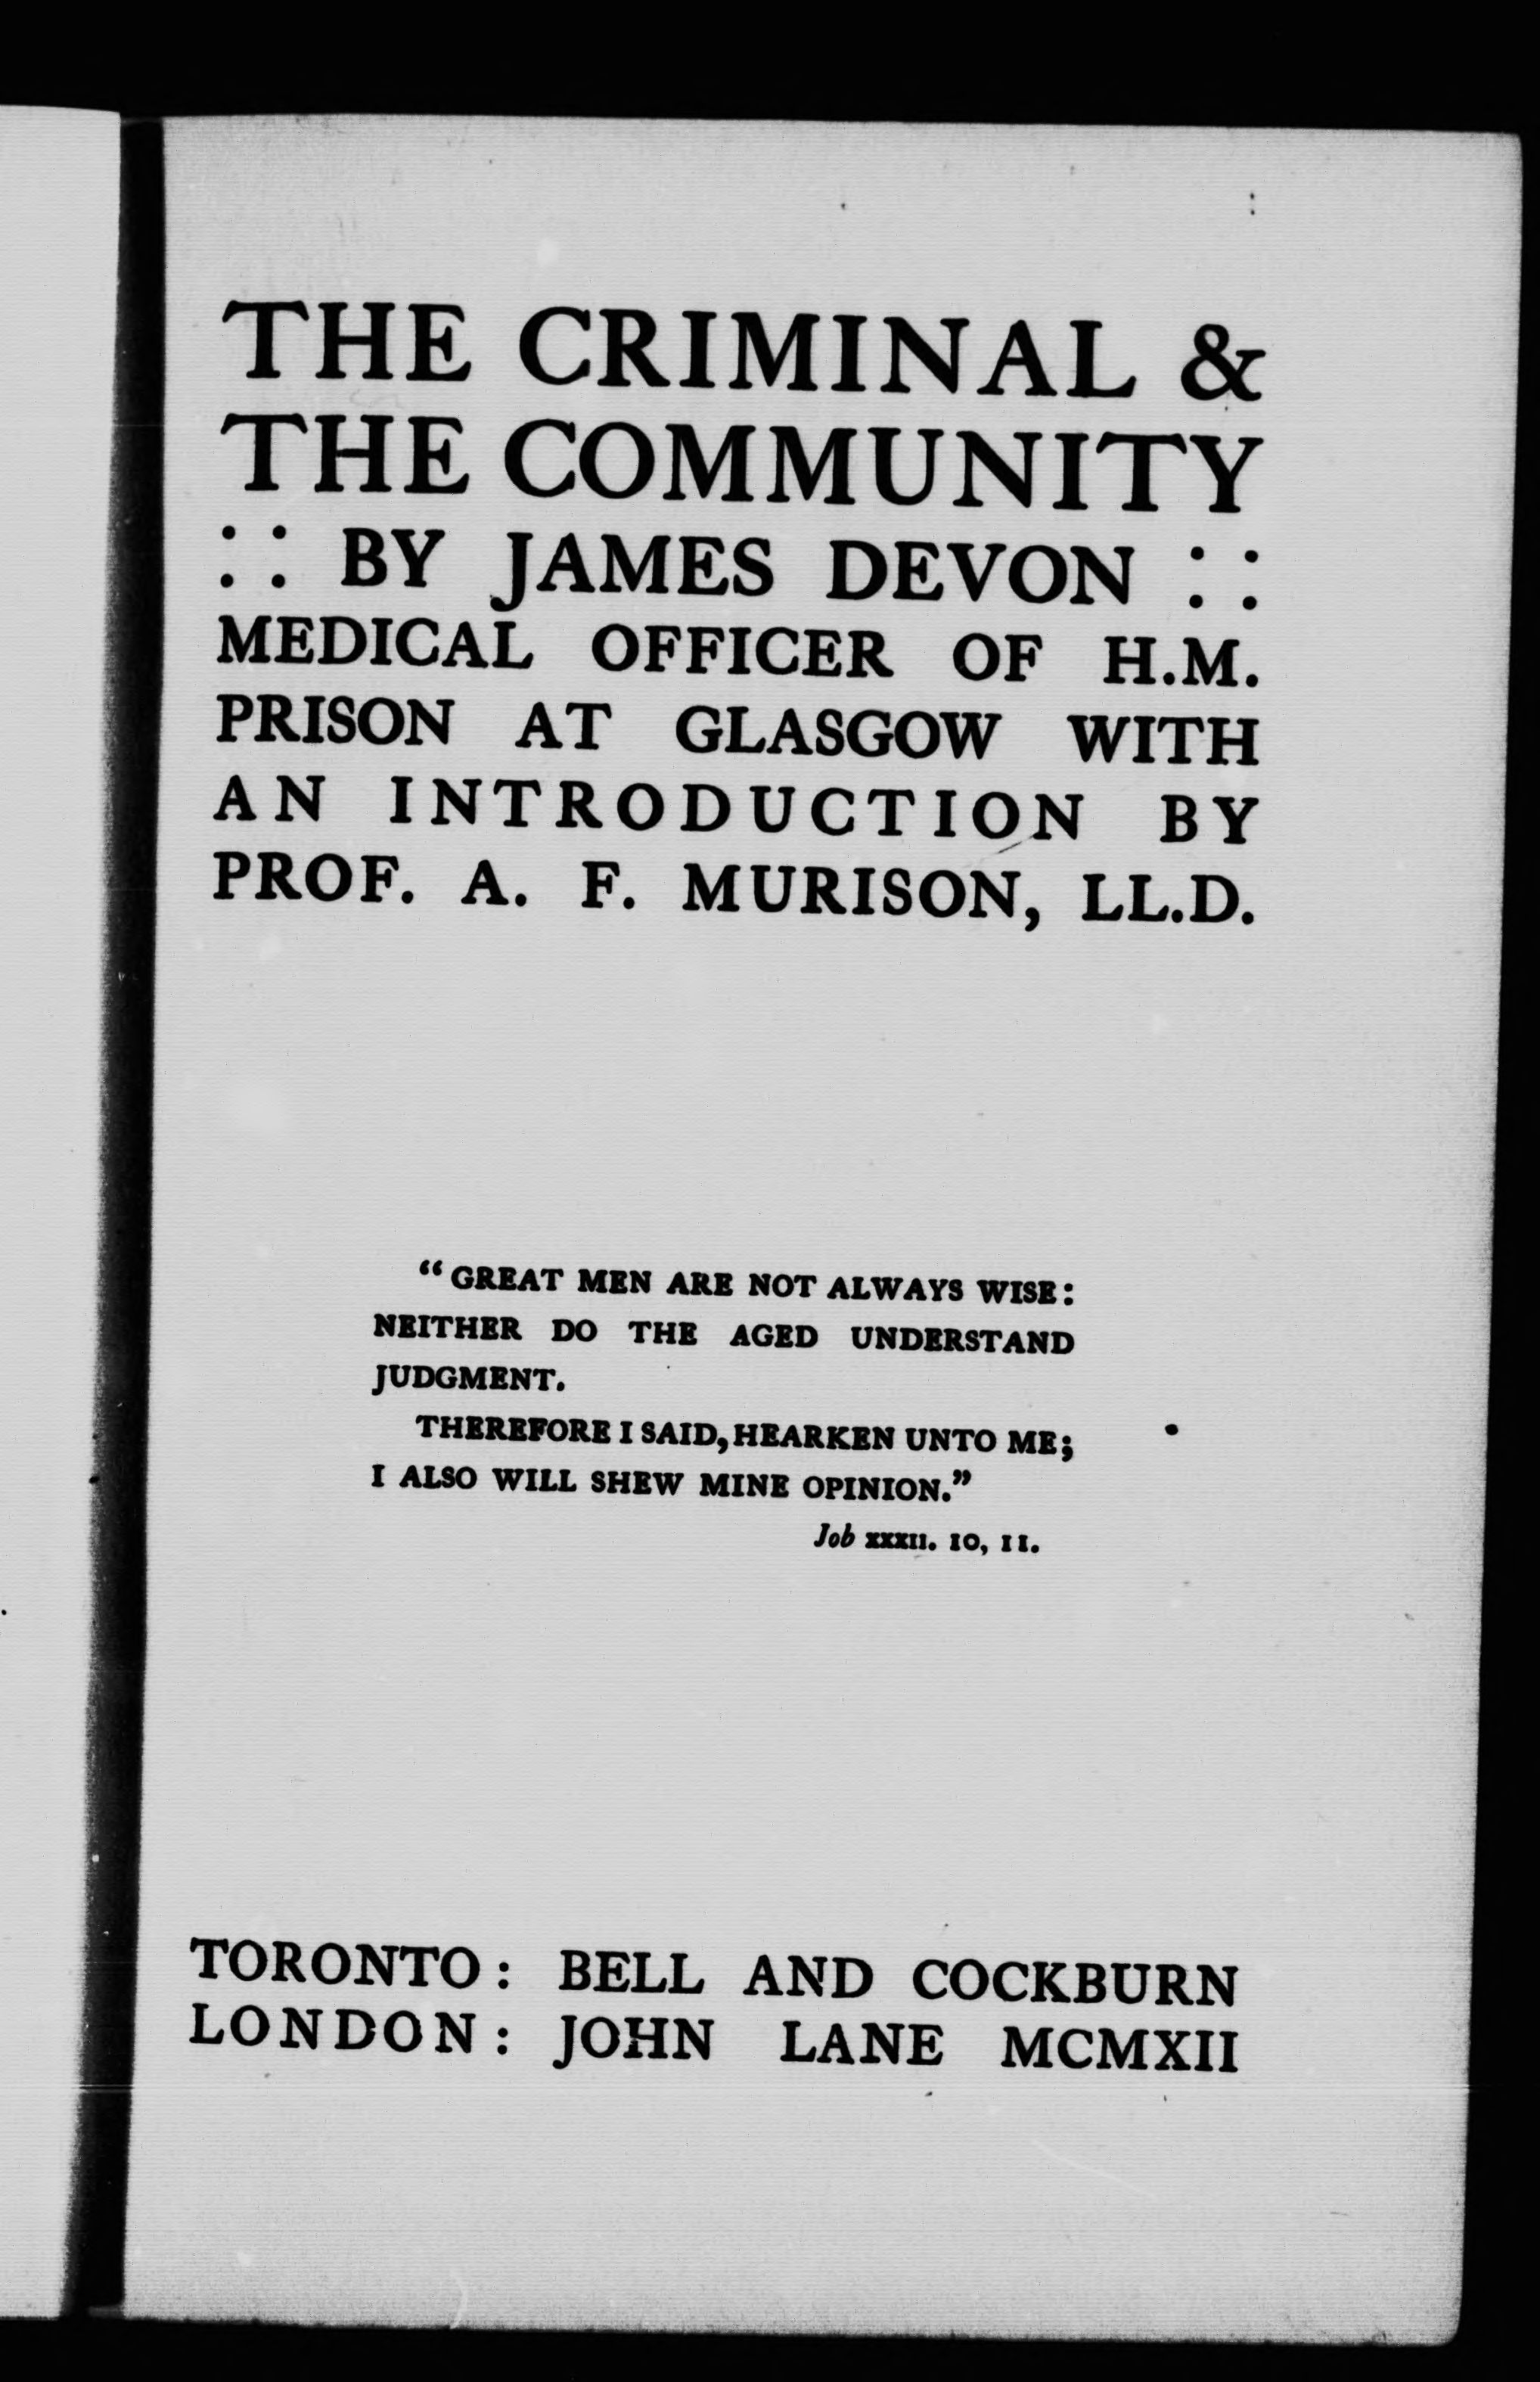 THE CRIMINAL &
THE COMMUNITY
: : BY JAMES DEVON : :
MEDICAL OFFICER OF H.M.
PRISON AT GLASGOW WITH
AN INTRODUCTION BY
PROF. A. F. MURISON, LL.D.
“GREAT MEN ARE NOT ALWAYS WISE:
NEITHER DO THE AGED UNDERSTAND
JUDGMENT.
THEREFORE I SAID, HEARKEN UNTO ME;
I ALSO WILL SHEW MINE OPINION.”
Job XXXII. 10, 11.
TORONTO: BELL AND COCKBURN
LONDON: JOHN LANE MCMXII